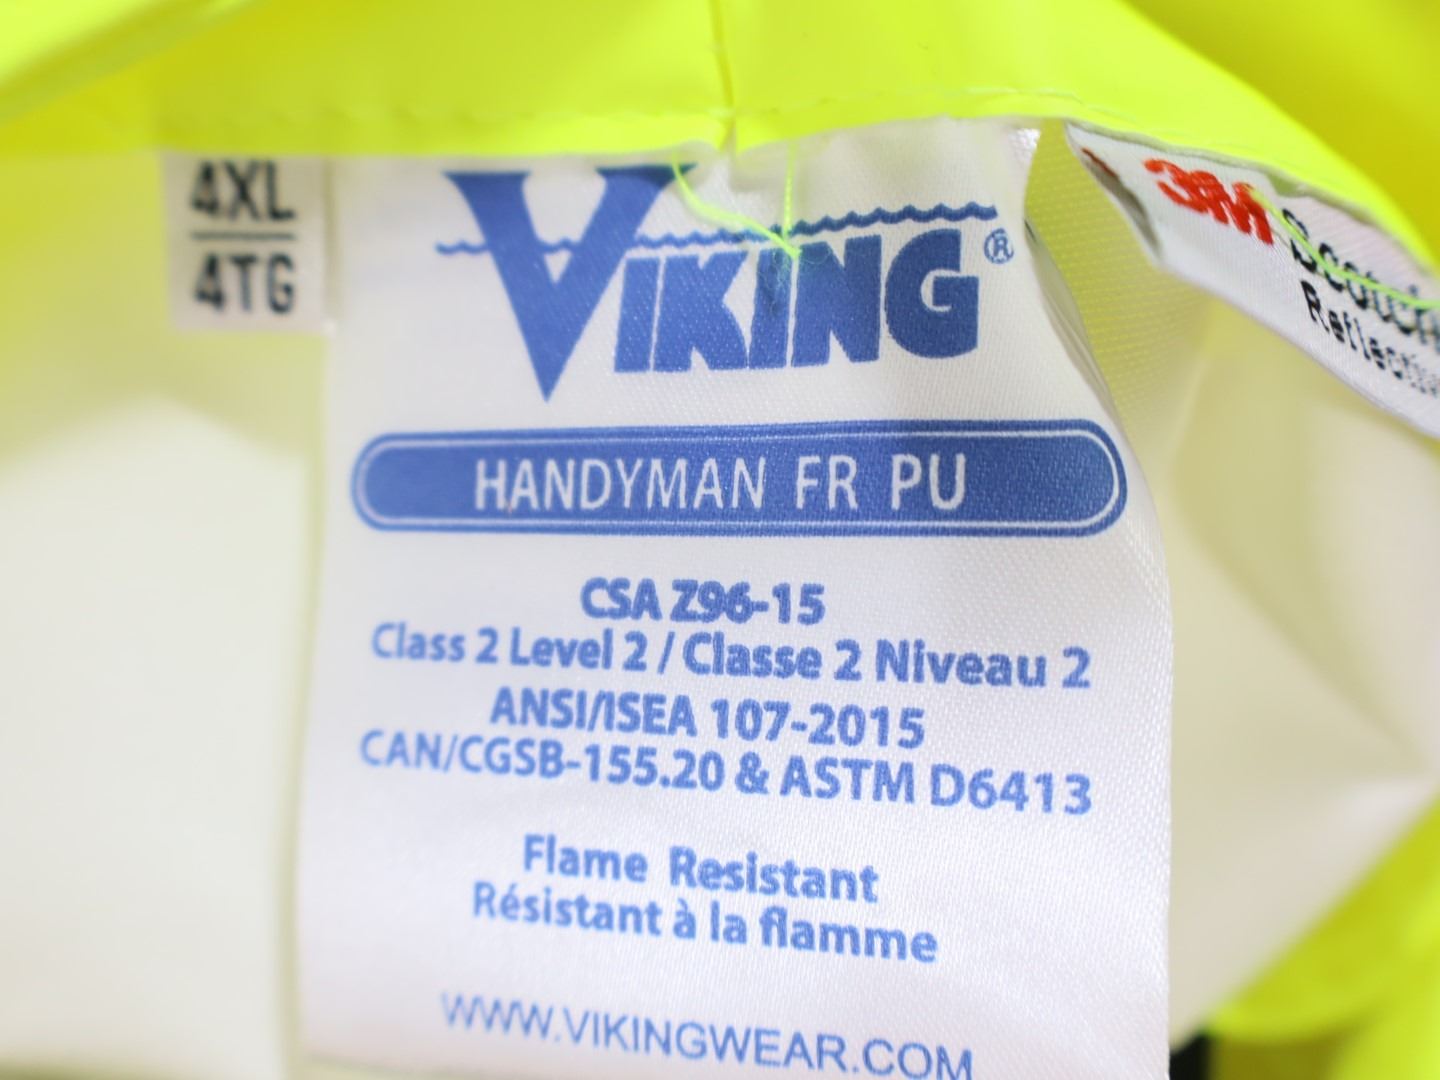 4XL
4TG
VIKING®
HANDYMAN FR PU
CSA Z96-15
Class 2 Level 2 / Classe 2 Niveau 2
ANSI/ISEA 107-2015
CAN/CGSB-155.20 & ASTM D6413
Flame Resistant
Résistant à la flamme
WWW.VIKINGWEAR.COM
3M